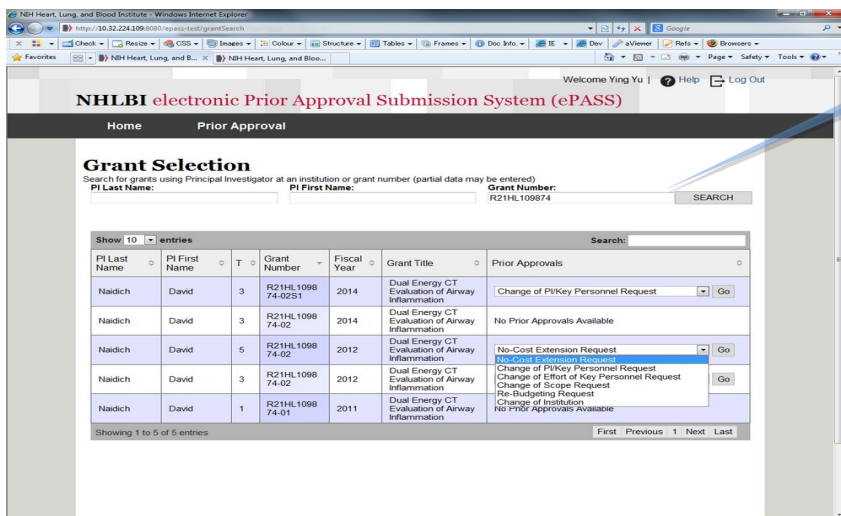 NIH Heart, Lung, and Blood Institute - Windows Internet Explorer
http://10.32.224.109:8080/epass-test/grantSearch
Google
Check Resize CSS Images Colour Structure Tables Frames Doc Info. IE Dev aViewer Refs Browsers
Favorites NIH Heart, Lung, and B... NIH Heart, Lung, and Bloo... Page Safety Tools
Welcome Ying Yu | Help Log Out
NHLBI electronic Prior Approval Submission System (ePASS)
Home Prior Approval
Grant Selection
Search for grants using Principal Investigator at an institution or grant number (partial data may be entered)
PI Last Name: PI First Name: Grant Number:
R21HL109874 SEARCH
Show 10 entries Search:
PI Last Name PI First Name T Grant Number Fiscal Year Grant Title Prior Approvals
Naidich David 3 R21HL109874-02S1 2014 Dual Energy CT Evaluation of Airway Inflammation Change of PI/Key Personnel Request Go
Naidich David 3 R21HL109874-02 2014 Dual Energy CT Evaluation of Airway Inflammation No Prior Approvals Available
Naidich David 5 R21HL109874-02 2012 Dual Energy CT Evaluation of Airway Inflammation No-Cost Extension Request Go
No-Cost Extension Request
Change of PI/Key Personnel Request
Change of Effort of Key Personnel Request
Change of Scope Request
Re-Budgeting Request
Change of Institution
Naidich David 3 R21HL109874-02 2012 Dual Energy CT Evaluation of Airway Inflammation Go
Naidich David 1 R21HL109874-01 2011 Dual Energy CT Evaluation of Airway Inflammation No Prior Approvals Available
Showing 1 to 5 of 5 entries First Previous 1 Next Last